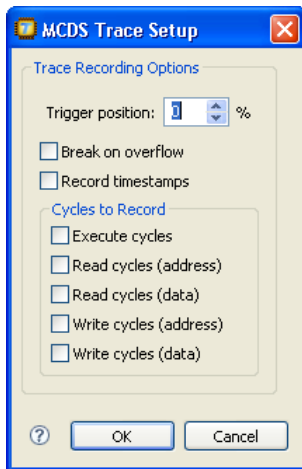 MCDS Trace Setup
Trace Recording Options
Trigger position: 0 %
Break on overflow
Record timestamps
Cycles to Record
Execute cycles
Read cycles (address)
Read cycles (data)
Write cycles (address)
Write cycles (data)
? OK Cancel